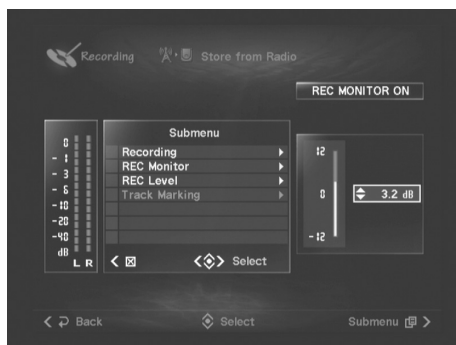 Recording Store from Radio
REC MONITOR ON
0
- 1
- 3
- 6
- 10
-20
-40
dB
L R
Submenu
Recording
REC Monitor
REC Level
Track Marking
Select
12
0
-12
3.2 dB
Back
Select
Submenu